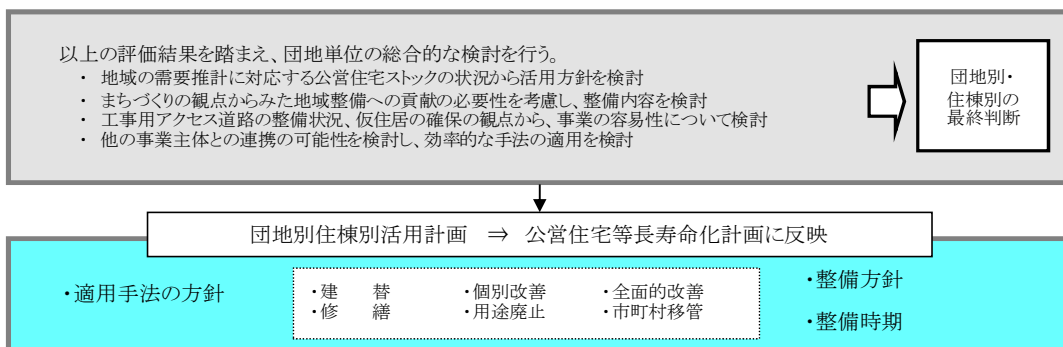 以上の評価結果を踏まえ、団地単位の総合的な検討を行う。
・ 地域の需要推計に対応する公営住宅ストックの状況から活用方針を検討
・ まちづくりの観点からみた地域整備への貢献の必要性を考慮し、整備内容を検討
・ 工事用アクセス道路の整備状況、仮住居の確保の観点から、事業の容易性について検討
・ 他の事業主体との連携の可能性を検討し、効率的な手法の適用を検討
団地別・
住棟別の
最終判断
団地別住棟別活用計画 ⇒ 公営住宅等長寿命化計画に反映
・適用手法の方針
・建 替 ・個別改善 ・全面的改善
・修 繕 ・用途廃止 ・市町村移管
・整備方針
・整備時期